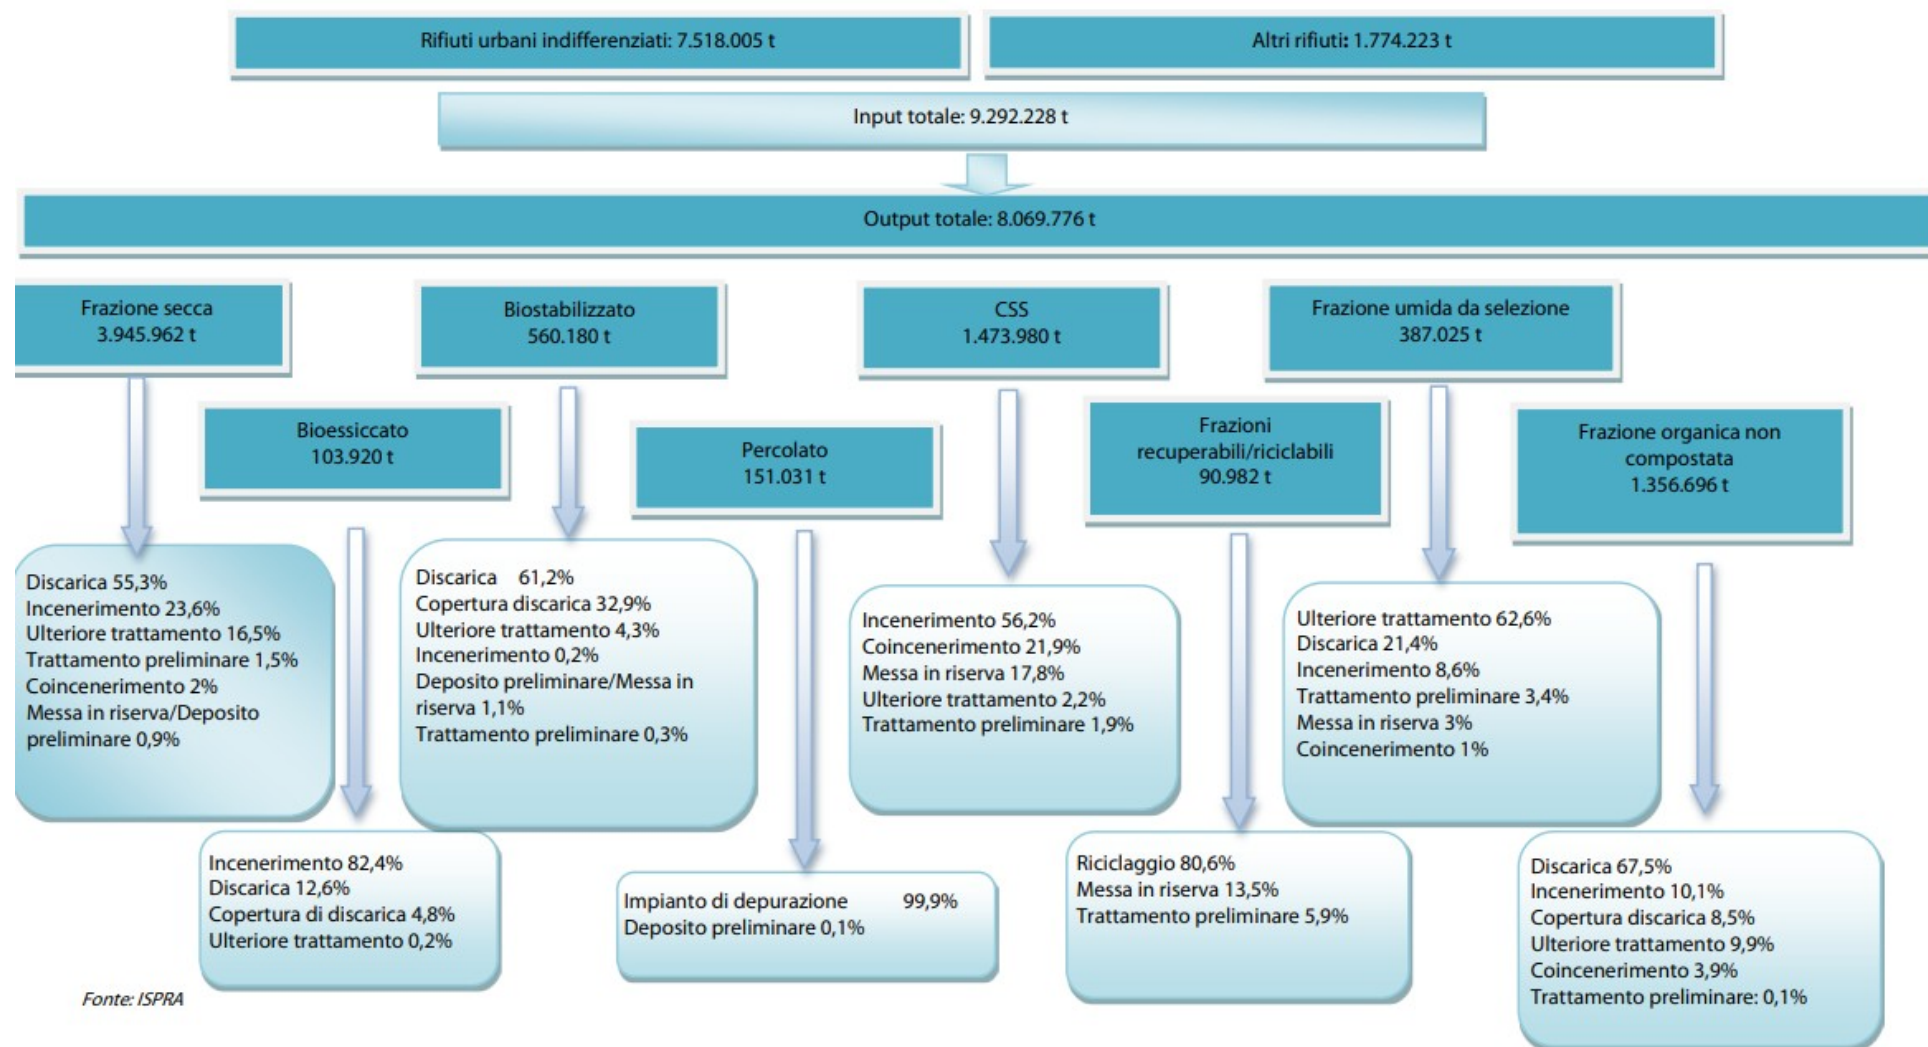 Rifiuti urbani indifferenziati: 7.518.005 t
Altri rifiuti: 1.774.223 t
Input totale: 9.292.228 t
Output totale: 8.069.776 t
Frazione secca
3.945.962 t
Biostabilizzato
560.180 t
CSS
1.473.980 t
Frazione umida da selezione
387.025 t
Bioessiccato
103.920 t
Percolato
151.031 t
Frazioni
recuperabili/riciclabili
90.982 t
Frazione organica non
compostata
1.356.696 t
Discarica 55,3%
Incenerimento 23,6%
Ulteriore trattamento 16,5%
Trattamento preliminare 1,5%
Coincenerimento 2%
Messa in riserva/Deposito
preliminare 0,9%
Discarica 61,2%
Copertura discarica 32,9%
Ulteriore trattamento 4,3%
Incenerimento 0,2%
Deposito preliminare/Messa in
riserva 1,1%
Trattamento preliminare 0,3%
Incenerimento 56,2%
Coincenerimento 21,9%
Messa in riserva 17,8%
Ulteriore trattamento 2,2%
Trattamento preliminare 1,9%
Ulteriore trattamento 62,6%
Discarica 21,4%
Incenerimento 8,6%
Trattamento preliminare 3,4%
Messa in riserva 3%
Coincenerimento 1%
Incenerimento 82,4%
Discarica 12,6%
Copertura di discarica 4,8%
Ulteriore trattamento 0,2%
Impianto di depurazione 99,9%
Deposito preliminare 0,1%
Riciclaggio 80,6%
Messa in riserva 13,5%
Trattamento preliminare 5,9%
Discarica 67,5%
Incenerimento 10,1%
Copertura discarica 8,5%
Ulteriore trattamento 9,9%
Coincenerimento 3,9%
Trattamento preliminare: 0,1%
Fonte: ISPRA